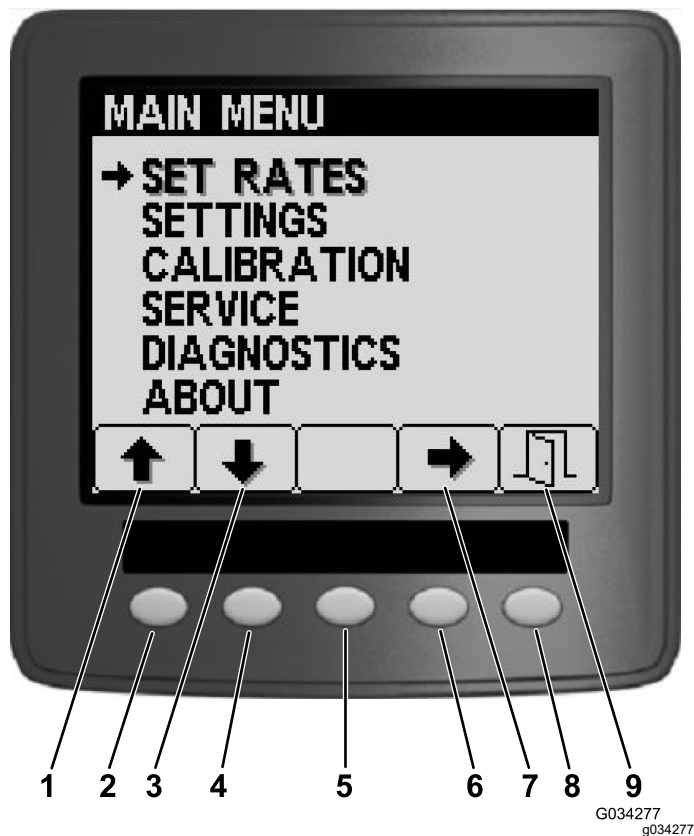 MAIN MENU
SET RATES
SETTINGS
CALIBRATION
SERVICE
DIAGNOSTICS
ABOUT
1 2 3 4 5 6 7 8 9
G034277
g034277